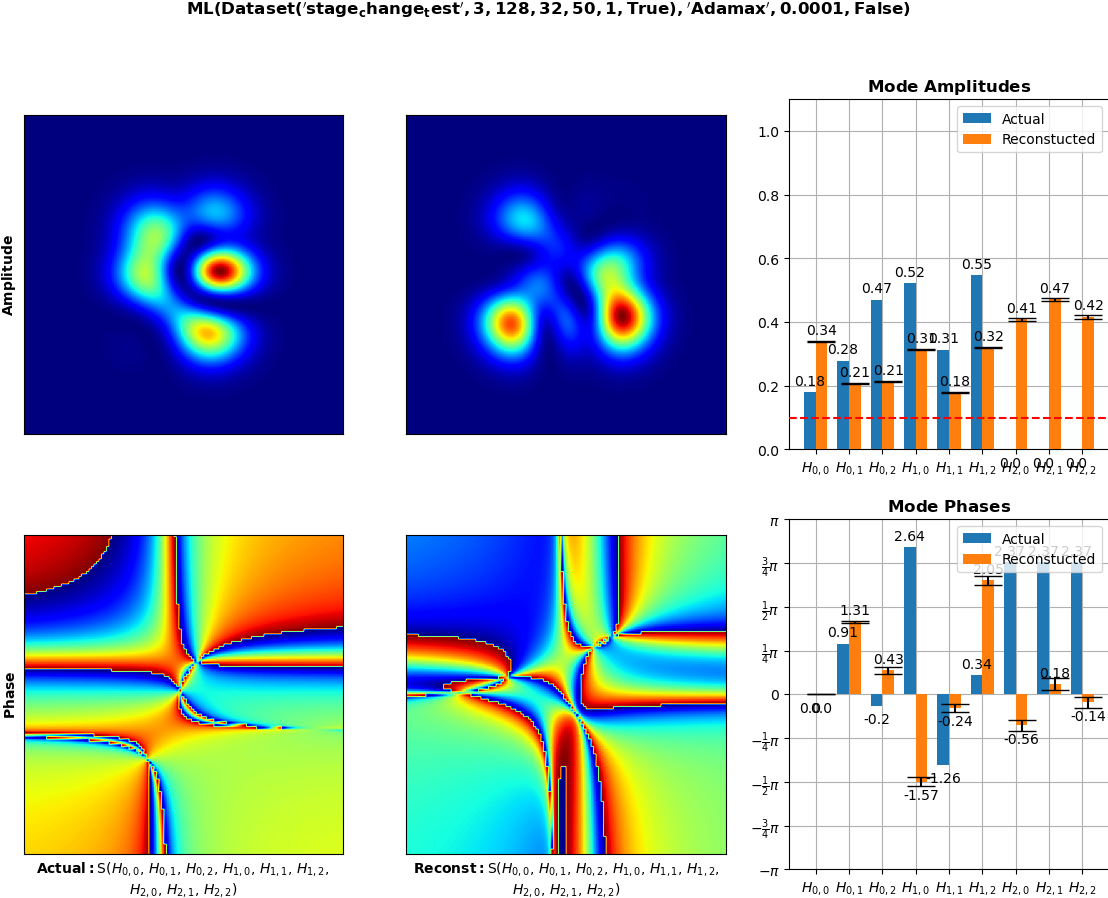 ML(Dataset('stage_change_test', 3, 128, 32, 50, 1, True), 'Adamax', 0.0001, False)
Amplitude
Mode Amplitudes
Actual
Reconstucted
1.0
0.8
0.6
0.4
0.2
0.0
0.18 0.28 0.47 0.52 0.31 0.55 0.0 0.0 0.0
0.34 0.21 0.21 0.31 0.18 0.32 0.41 0.47 0.42
H0,0 H0,1 H0,2 H1,0 H1,1 H1,2 H2,0 H2,1 H2,2
Phase
Mode Phases
Actual
Reconstucted
π
3/4π
1/2π
1/4π
0
−1/4π
−1/2π
−3/4π
−π
0.0 0.91 -0.2 2.64 -1.26 0.34 2.37 2.37 2.37
0.0 1.31 0.43 -1.57 -0.24 2.05 -0.56 0.18 -0.14
H0,0 H0,1 H0,2 H1,0 H1,1 H1,2 H2,0 H2,1 H2,2
Actual: S(H0,0, H0,1, H0,2, H1,0, H1,1, H1,2,
H2,0, H2,1, H2,2)
Reconst: S(H0,0, H0,1, H0,2, H1,0, H1,1, H1,2,
H2,0, H2,1, H2,2)